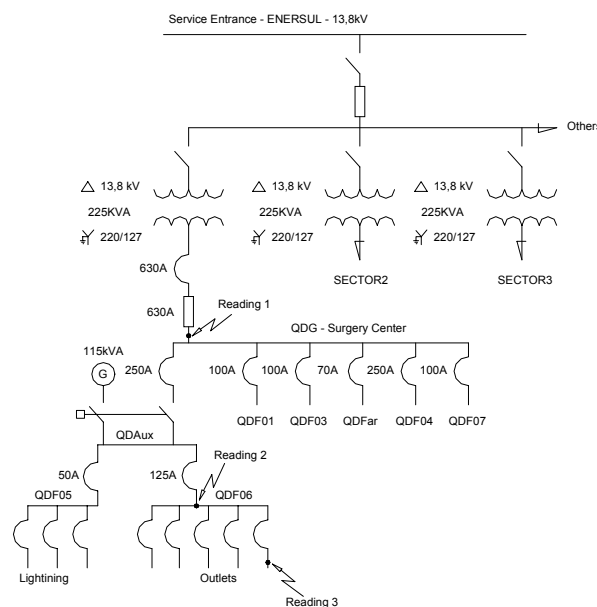 Service Entrance - ENERSUL - 13,8kV
Others
13,8 kV
225KVA
220/127
13,8 kV
225KVA
220/127
13,8 kV
225KVA
220/127
SECTOR2
SECTOR3
630A
630A
Reading 1
QDG - Surgery Center
115kVA
G
250A
100A
100A
70A
250A
100A
QDF01
QDF03
QDFar
QDF04
QDF07
QDAux
50A
125A
Reading 2
QDF05
QDF06
Lightining
Outlets
Reading 3